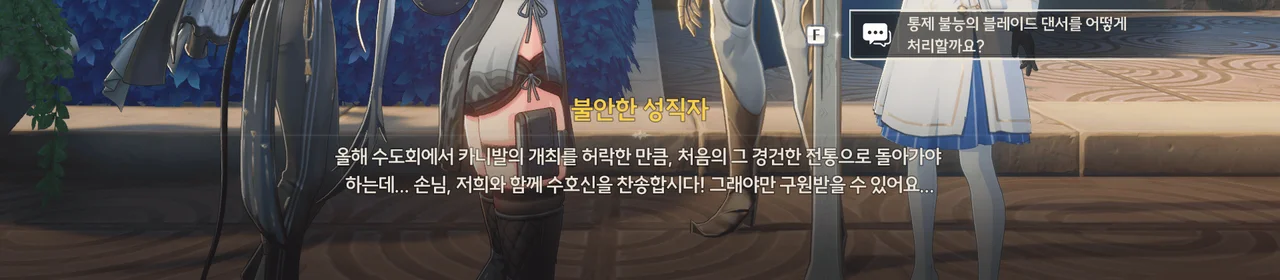 통제 불능의 블레이드 댄서를 어떻게
처리할까요?
F
불안한 성직자
올해 수도회에서 카니발의 개최를 허락한 만큼, 처음의 그 경건한 전통으로 돌아가야
하는데... 손님, 저희와 함께 수호신을 찬송합시다! 그래야만 구원받을 수 있어요...